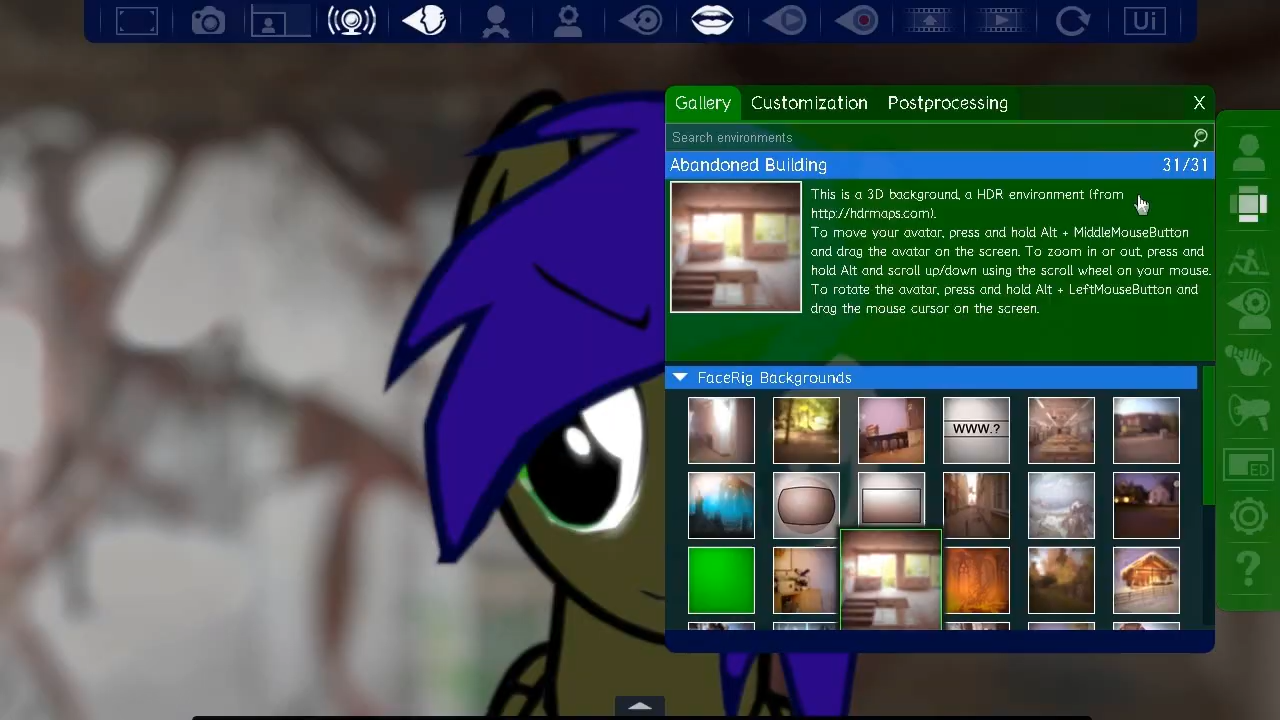 Ui
Gallery Customization Postprocessing X
Search environments
Abandoned Building 31/31
This is a 3D background, a HDR environment (from
http://hdrmaps.com).
To move your avatar, press and hold Alt + MiddleMouseButton
and drag the avatar on the screen. To zoom in or out, press and
hold Alt and scroll up/down using the scroll wheel on your mouse.
To rotate the avatar, press and hold Alt + LeftMouseButton and
drag the mouse cursor on the screen.
FaceRig Backgrounds
WWW.?
ED
?